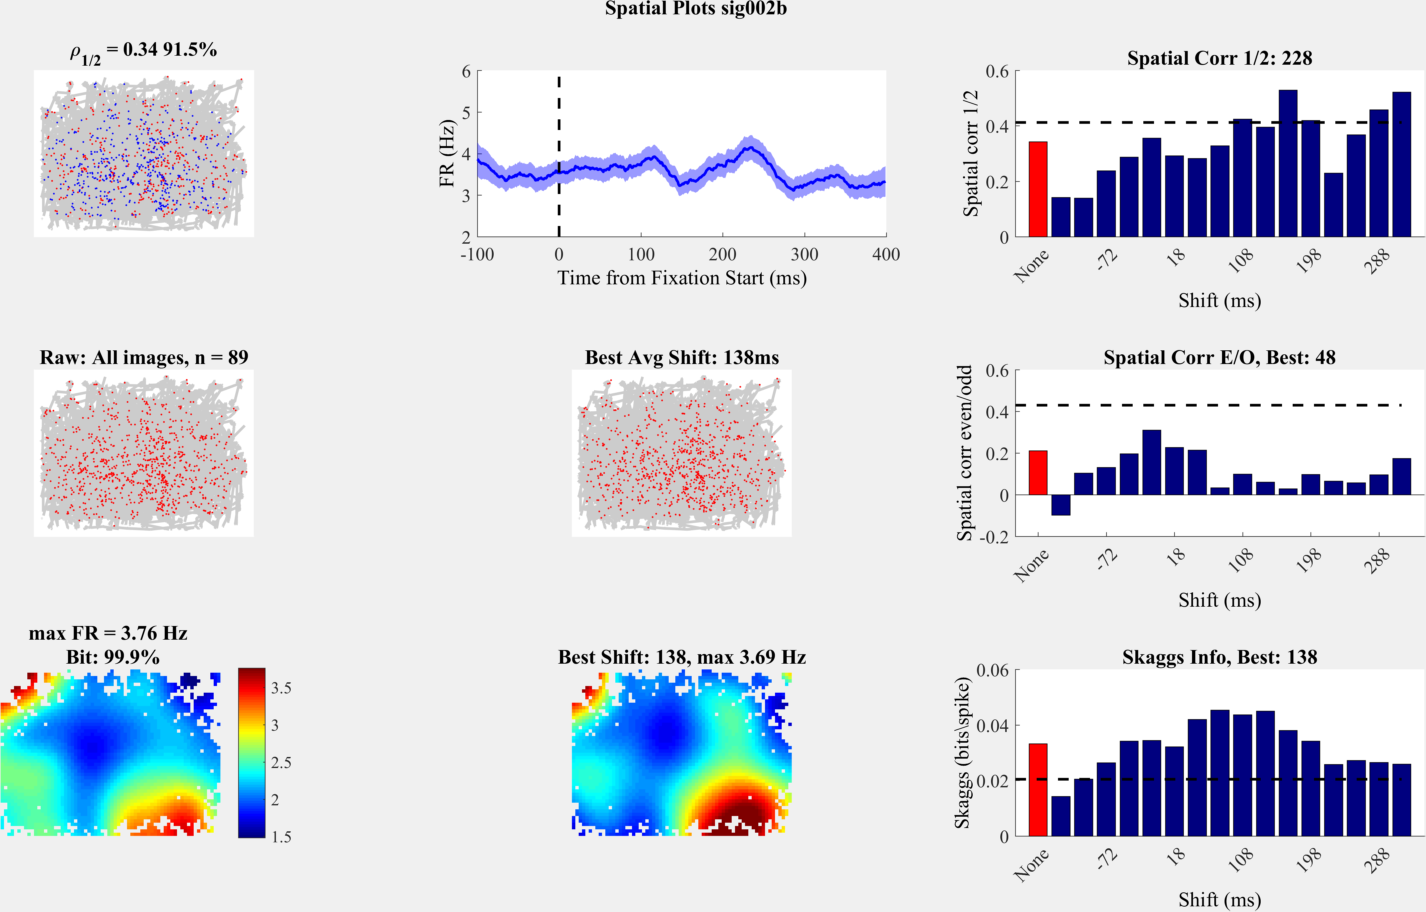 Spatial Plots sig002b
ρ1/2 = 0.34 91.5%
6
5
4
3
2
FR (Hz)
-100 0 100 200 300 400
Time from Fixation Start (ms)
Spatial Corr 1/2: 228
0.6
0.4
0.2
0
Spatial corr 1/2
None -72 18 108 198 288
Shift (ms)
Raw: All images, n = 89
Best Avg Shift: 138ms
Spatial Corr E/O, Best: 48
0.6
0.4
0.2
0
-0.2
Spatial corr even/odd
None -72 18 108 198 288
Shift (ms)
max FR = 3.76 Hz
Bit: 99.9%
3.5
3
2.5
2
1.5
Best Shift: 138, max 3.69 Hz
Skaggs Info, Best: 138
0.06
0.04
0.02
0
Skaggs (bits\spike)
None -72 18 108 198 288
Shift (ms)